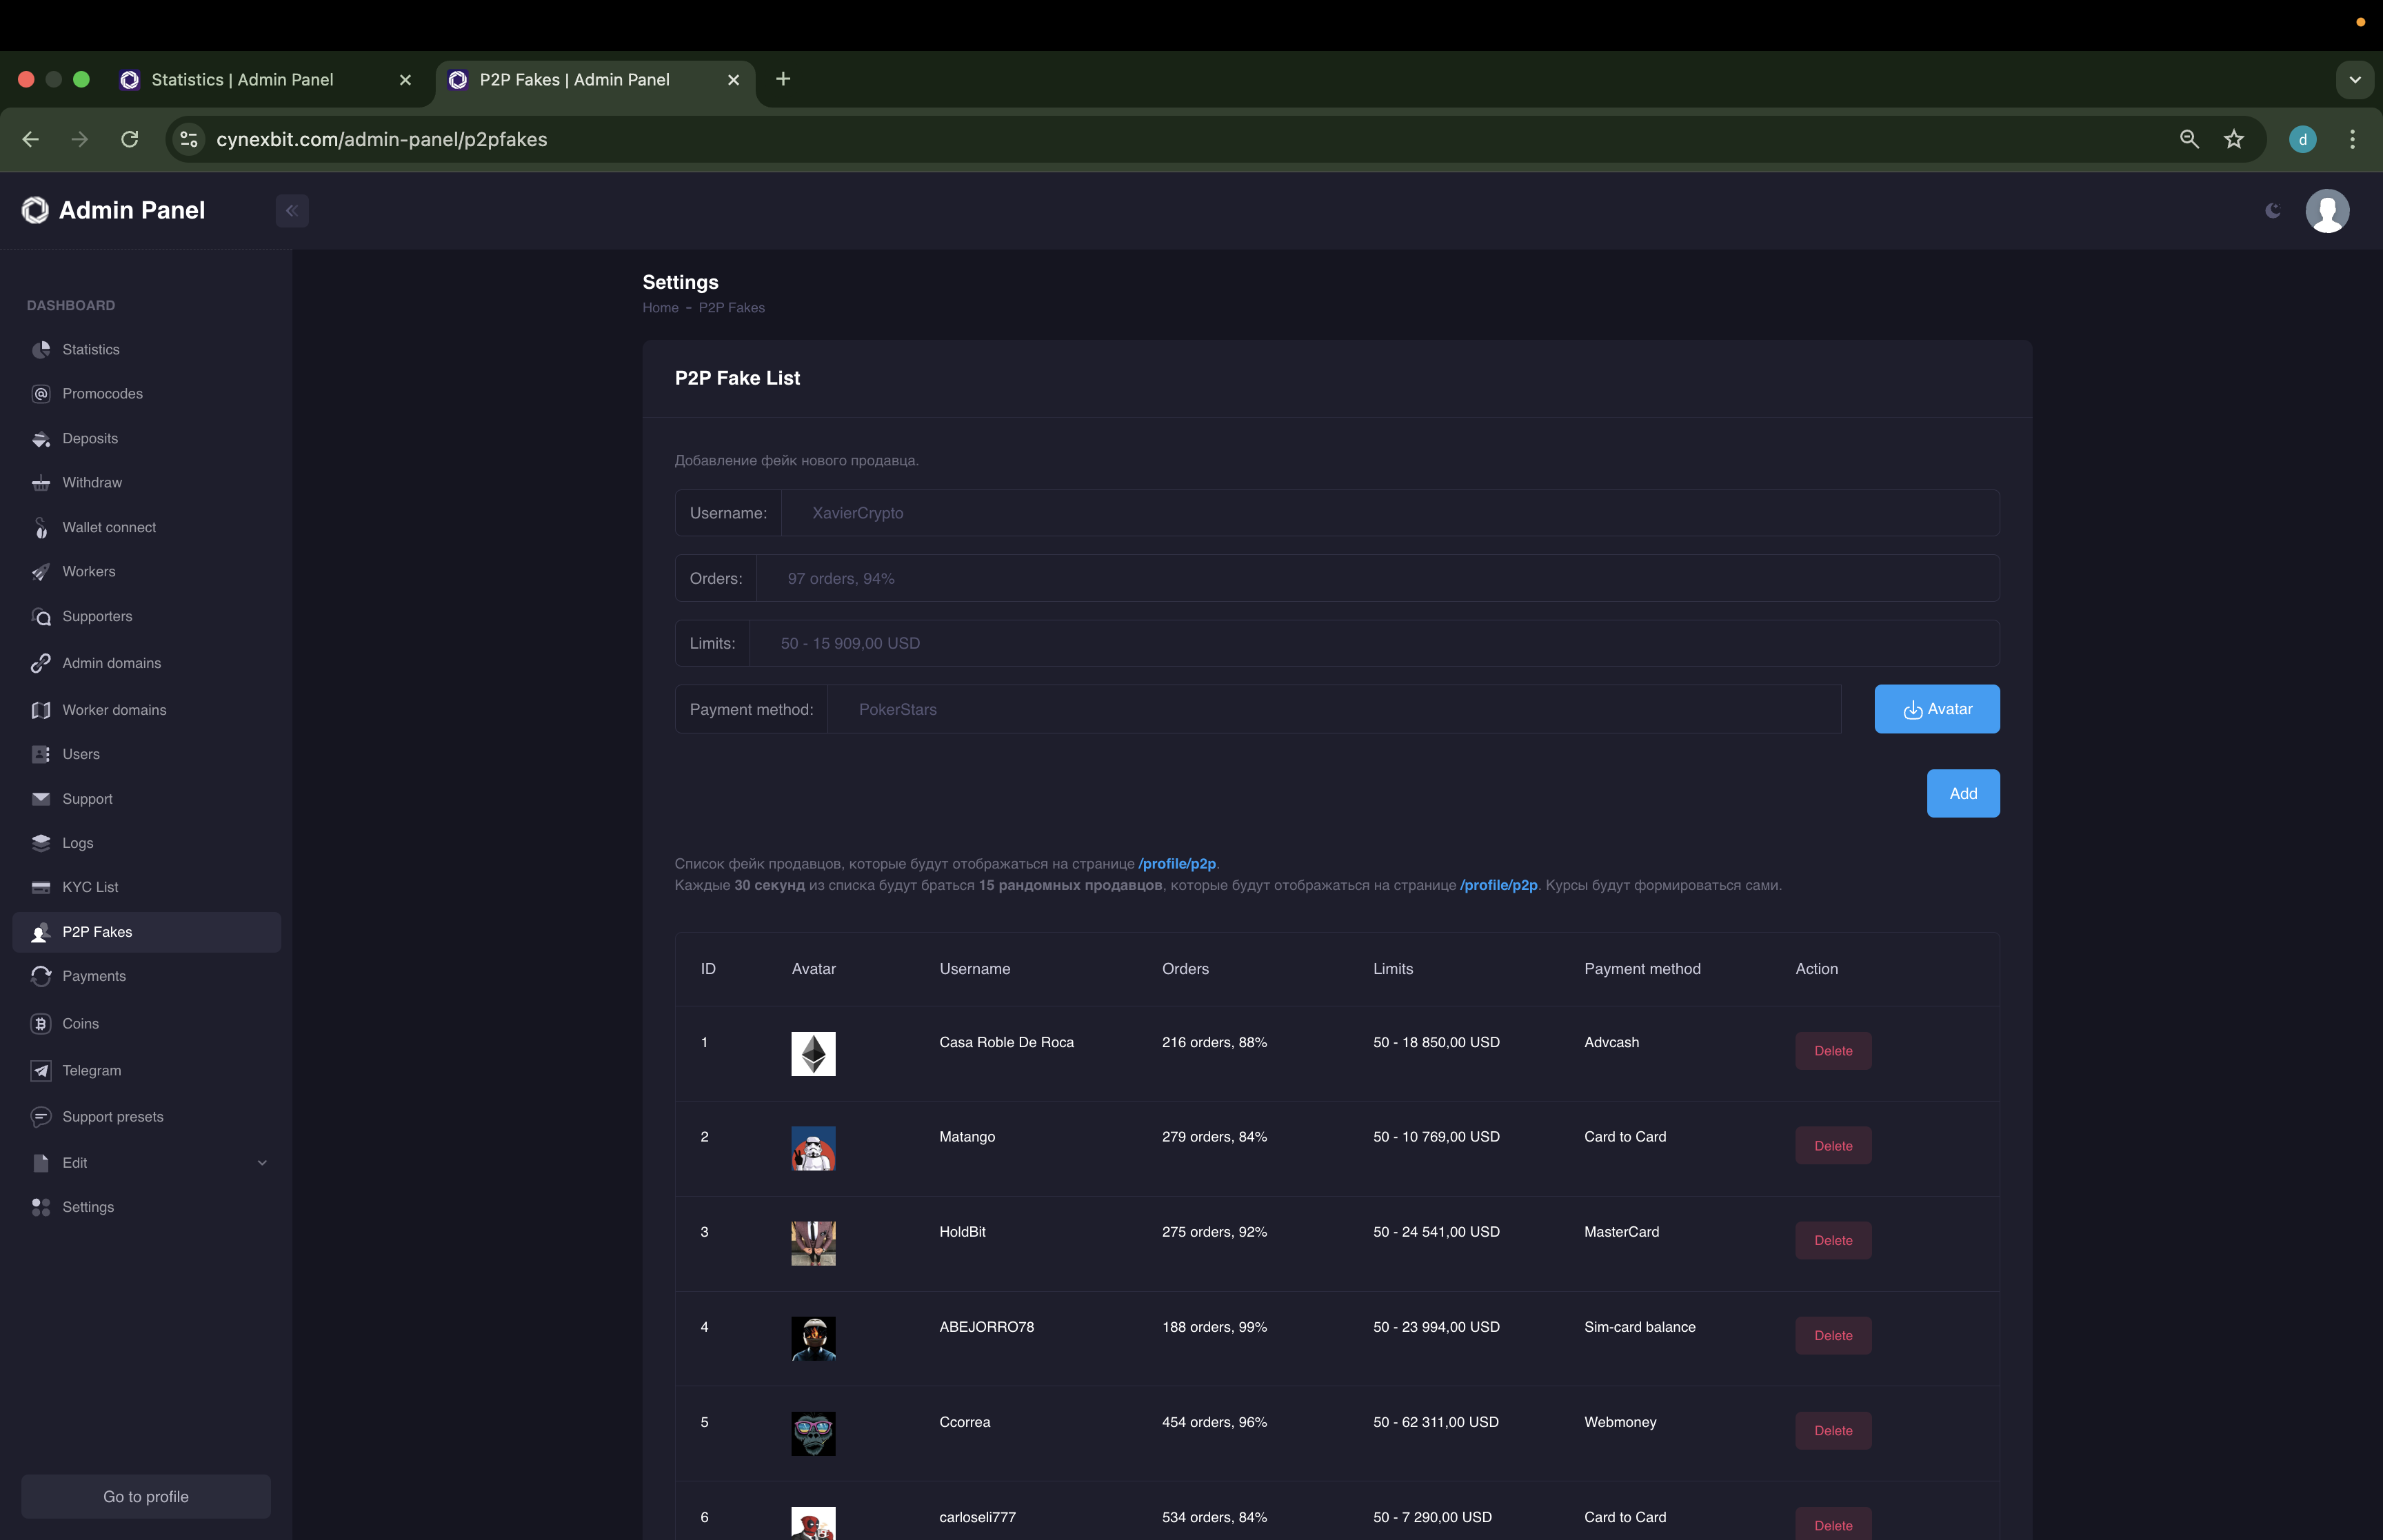 Statistics | Admin Panel
P2P Fakes | Admin Panel
cynexbit.com/admin-panel/p2pfakes
d
Admin Panel
DASHBOARD
Statistics
Promocodes
Deposits
Withdraw
Wallet connect
Workers
Supporters
Admin domains
Worker domains
Users
Support
Logs
KYC List
P2P Fakes
Payments
Coins
Telegram
Support presets
Edit
Settings
Go to profile
Settings
Home - P2P Fakes
P2P Fake List
Добавление фейк нового продавца.
Username: XavierCrypto
Orders: 97 orders, 94%
Limits: 50 - 15 909,00 USD
Payment method: PokerStars
Avatar
Add
Список фейк продавцов, которые будут отображаться на странице /profile/p2p.
Каждые 30 секунд из списка будут браться 15 рандомных продавцов, которые будут отображаться на странице /profile/p2p. Курсы будут формироваться сами.
ID Avatar Username Orders Limits Payment method Action
1 Casa Roble De Roca 216 orders, 88% 50 - 18 850,00 USD Advcash Delete
2 Matango 279 orders, 84% 50 - 10 769,00 USD Card to Card Delete
3 HoldBit 275 orders, 92% 50 - 24 541,00 USD MasterCard Delete
4 ABEJORRO78 188 orders, 99% 50 - 23 994,00 USD Sim-card balance Delete
5 Ccorrea 454 orders, 96% 50 - 62 311,00 USD Webmoney Delete
6 carloseli777 534 orders, 84% 50 - 7 290,00 USD Card to Card Delete